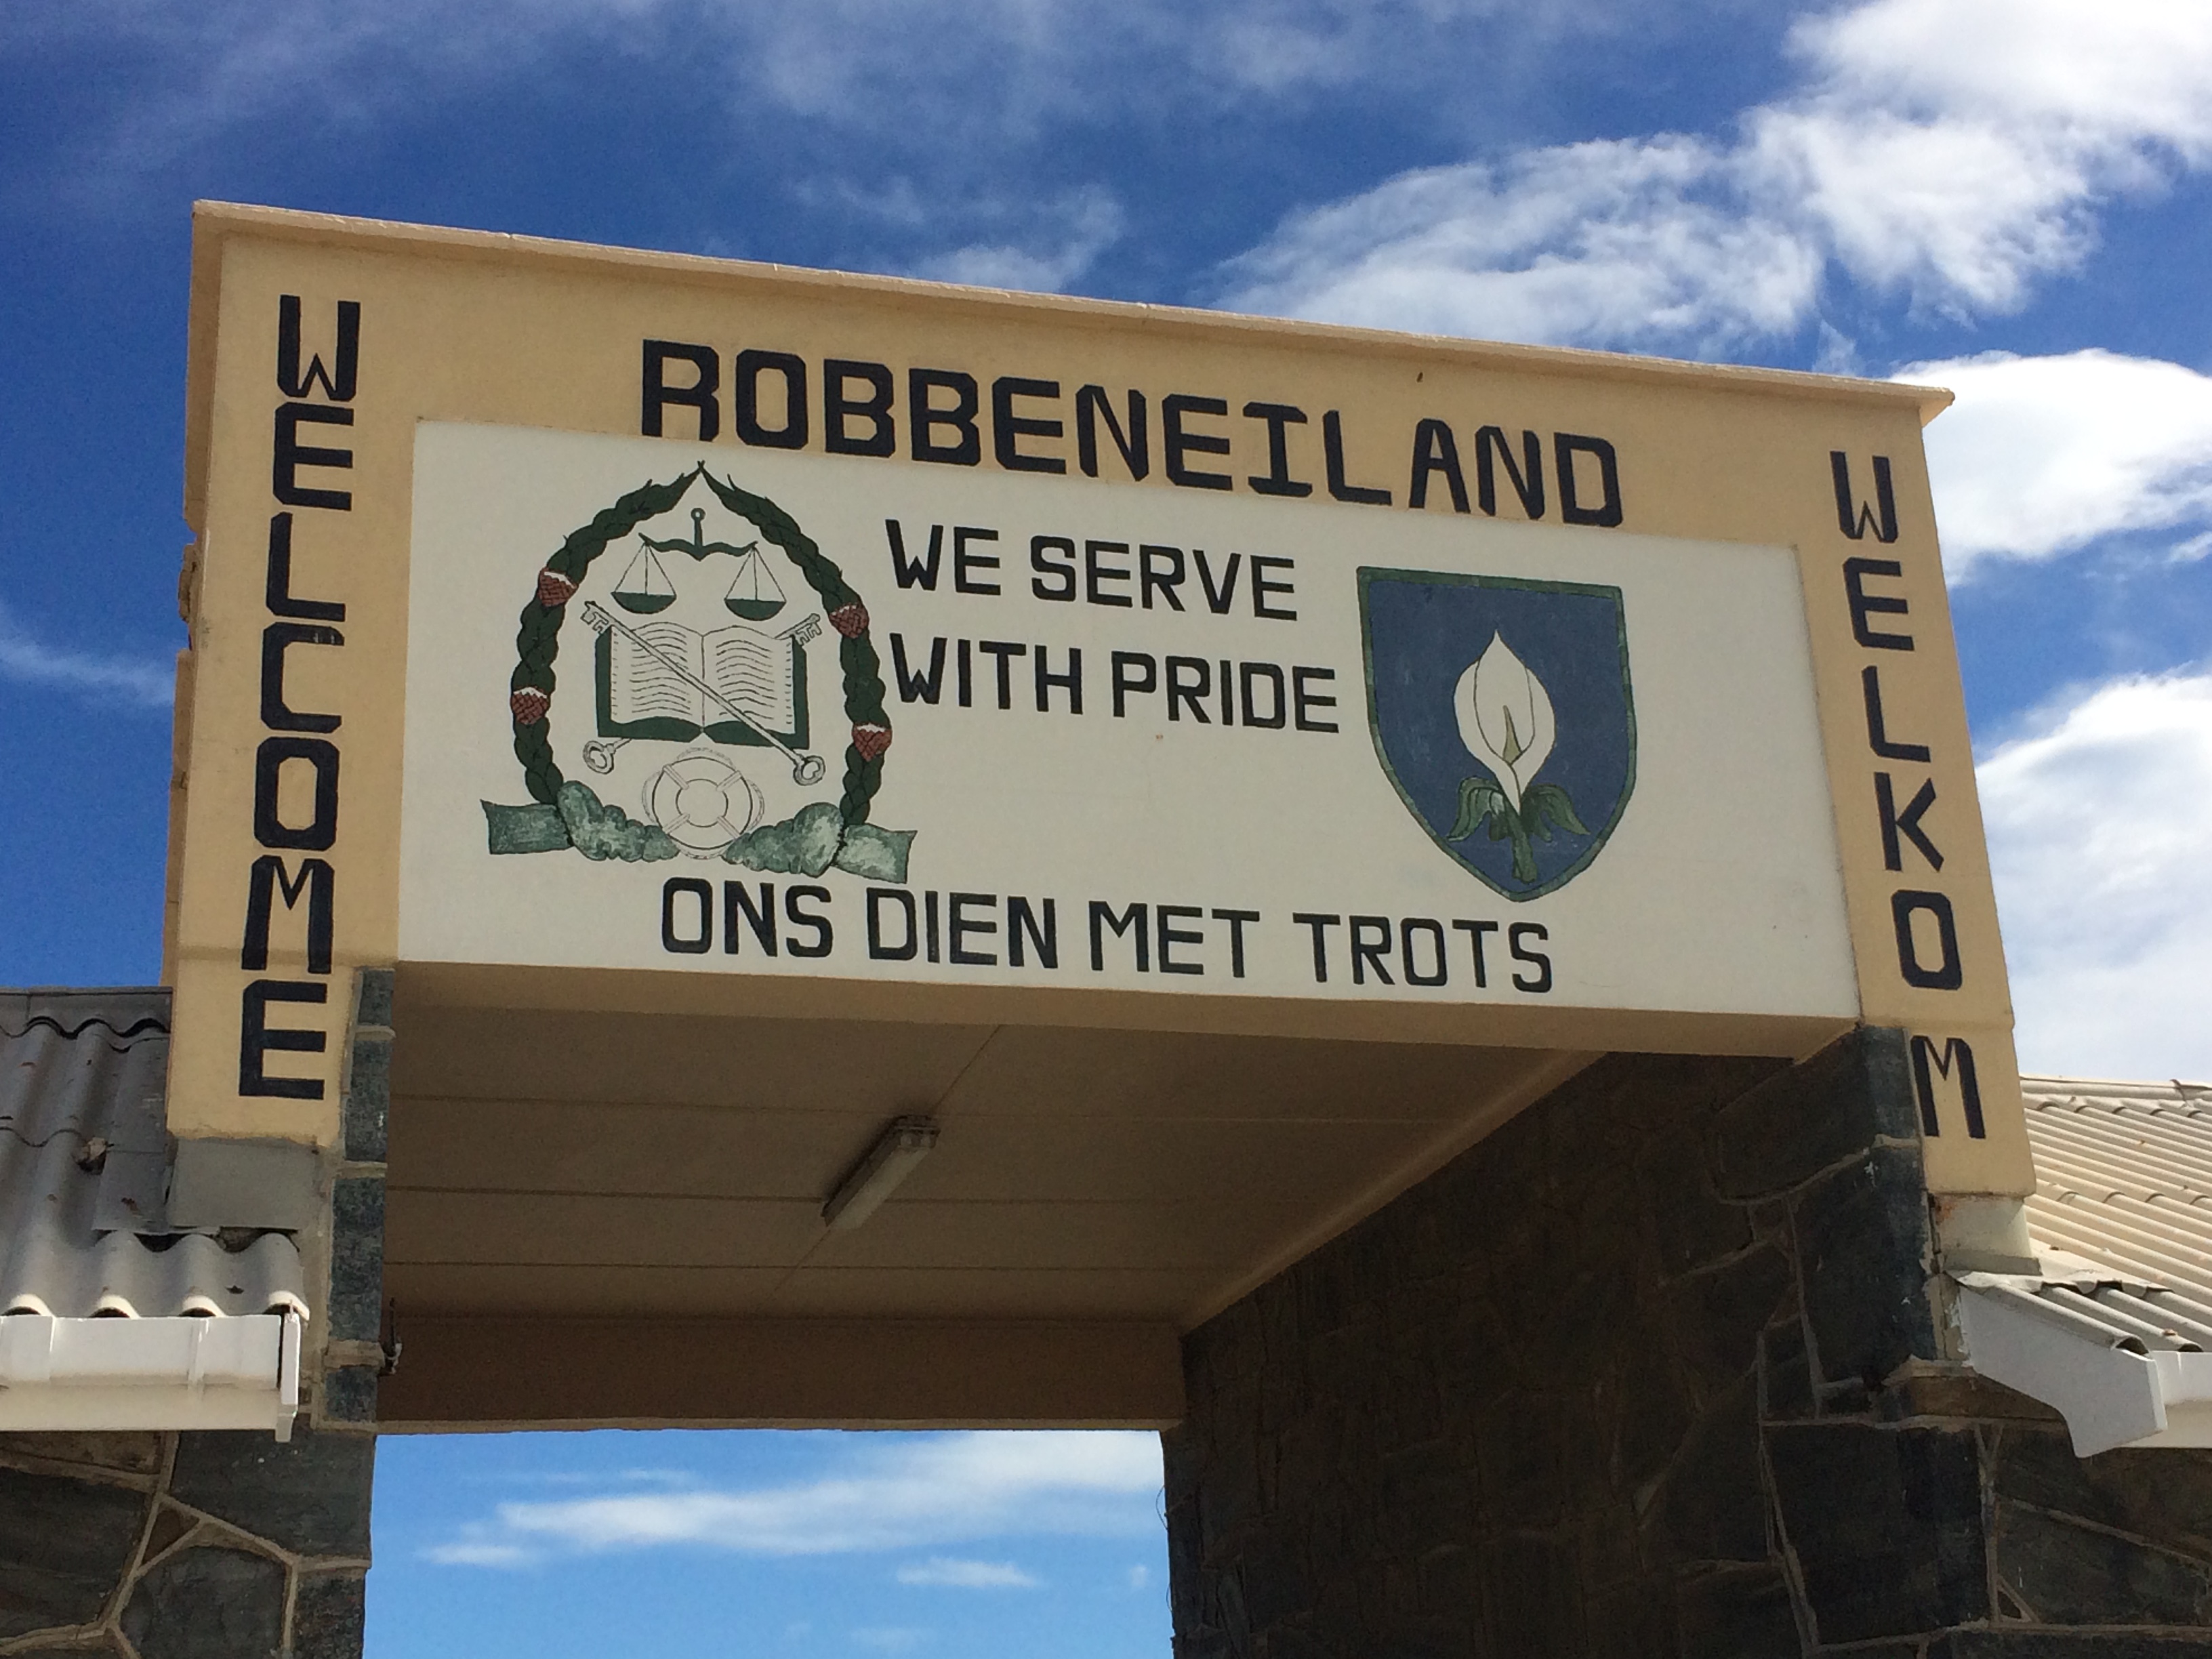 WELCOME
ROBBENEILAND
WE SERVE
WITH PRIDE
ONS DIEN MET TROTS
WELKOM